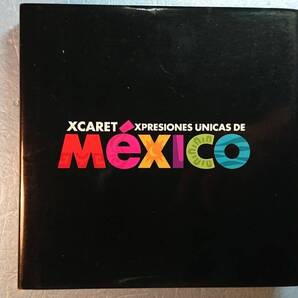 XCARET XPRESIONES UNICAS DE
MéXICO